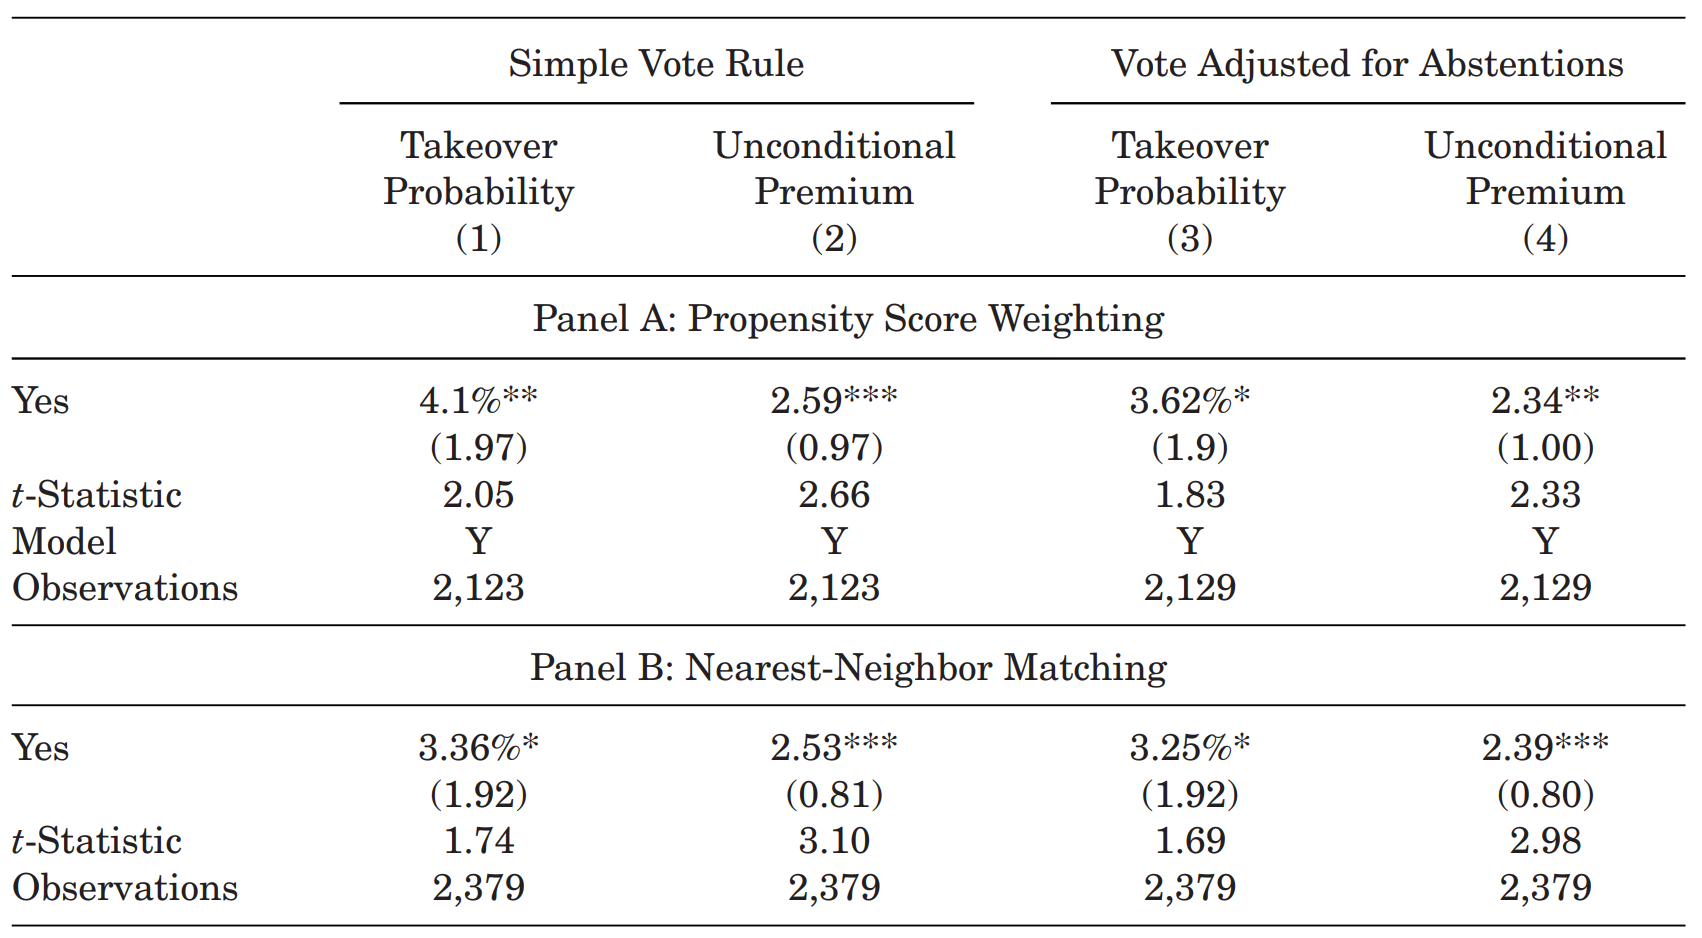 Simple Vote Rule Vote Adjusted for Abstentions
Takeover Unconditional Takeover Unconditional
Probability Premium Probability Premium
(1) (2) (3) (4)
Panel A: Propensity Score Weighting
Yes 4.1%** 2.59*** 3.62%* 2.34**
(1.97) (0.97) (1.9) (1.00)
t-Statistic 2.05 2.66 1.83 2.33
Model Y Y Y Y
Observations 2,123 2,123 2,129 2,129
Panel B: Nearest-Neighbor Matching
Yes 3.36%* 2.53*** 3.25%* 2.39***
(1.92) (0.81) (1.92) (0.80)
t-Statistic 1.74 3.10 1.69 2.98
Observations 2,379 2,379 2,379 2,379